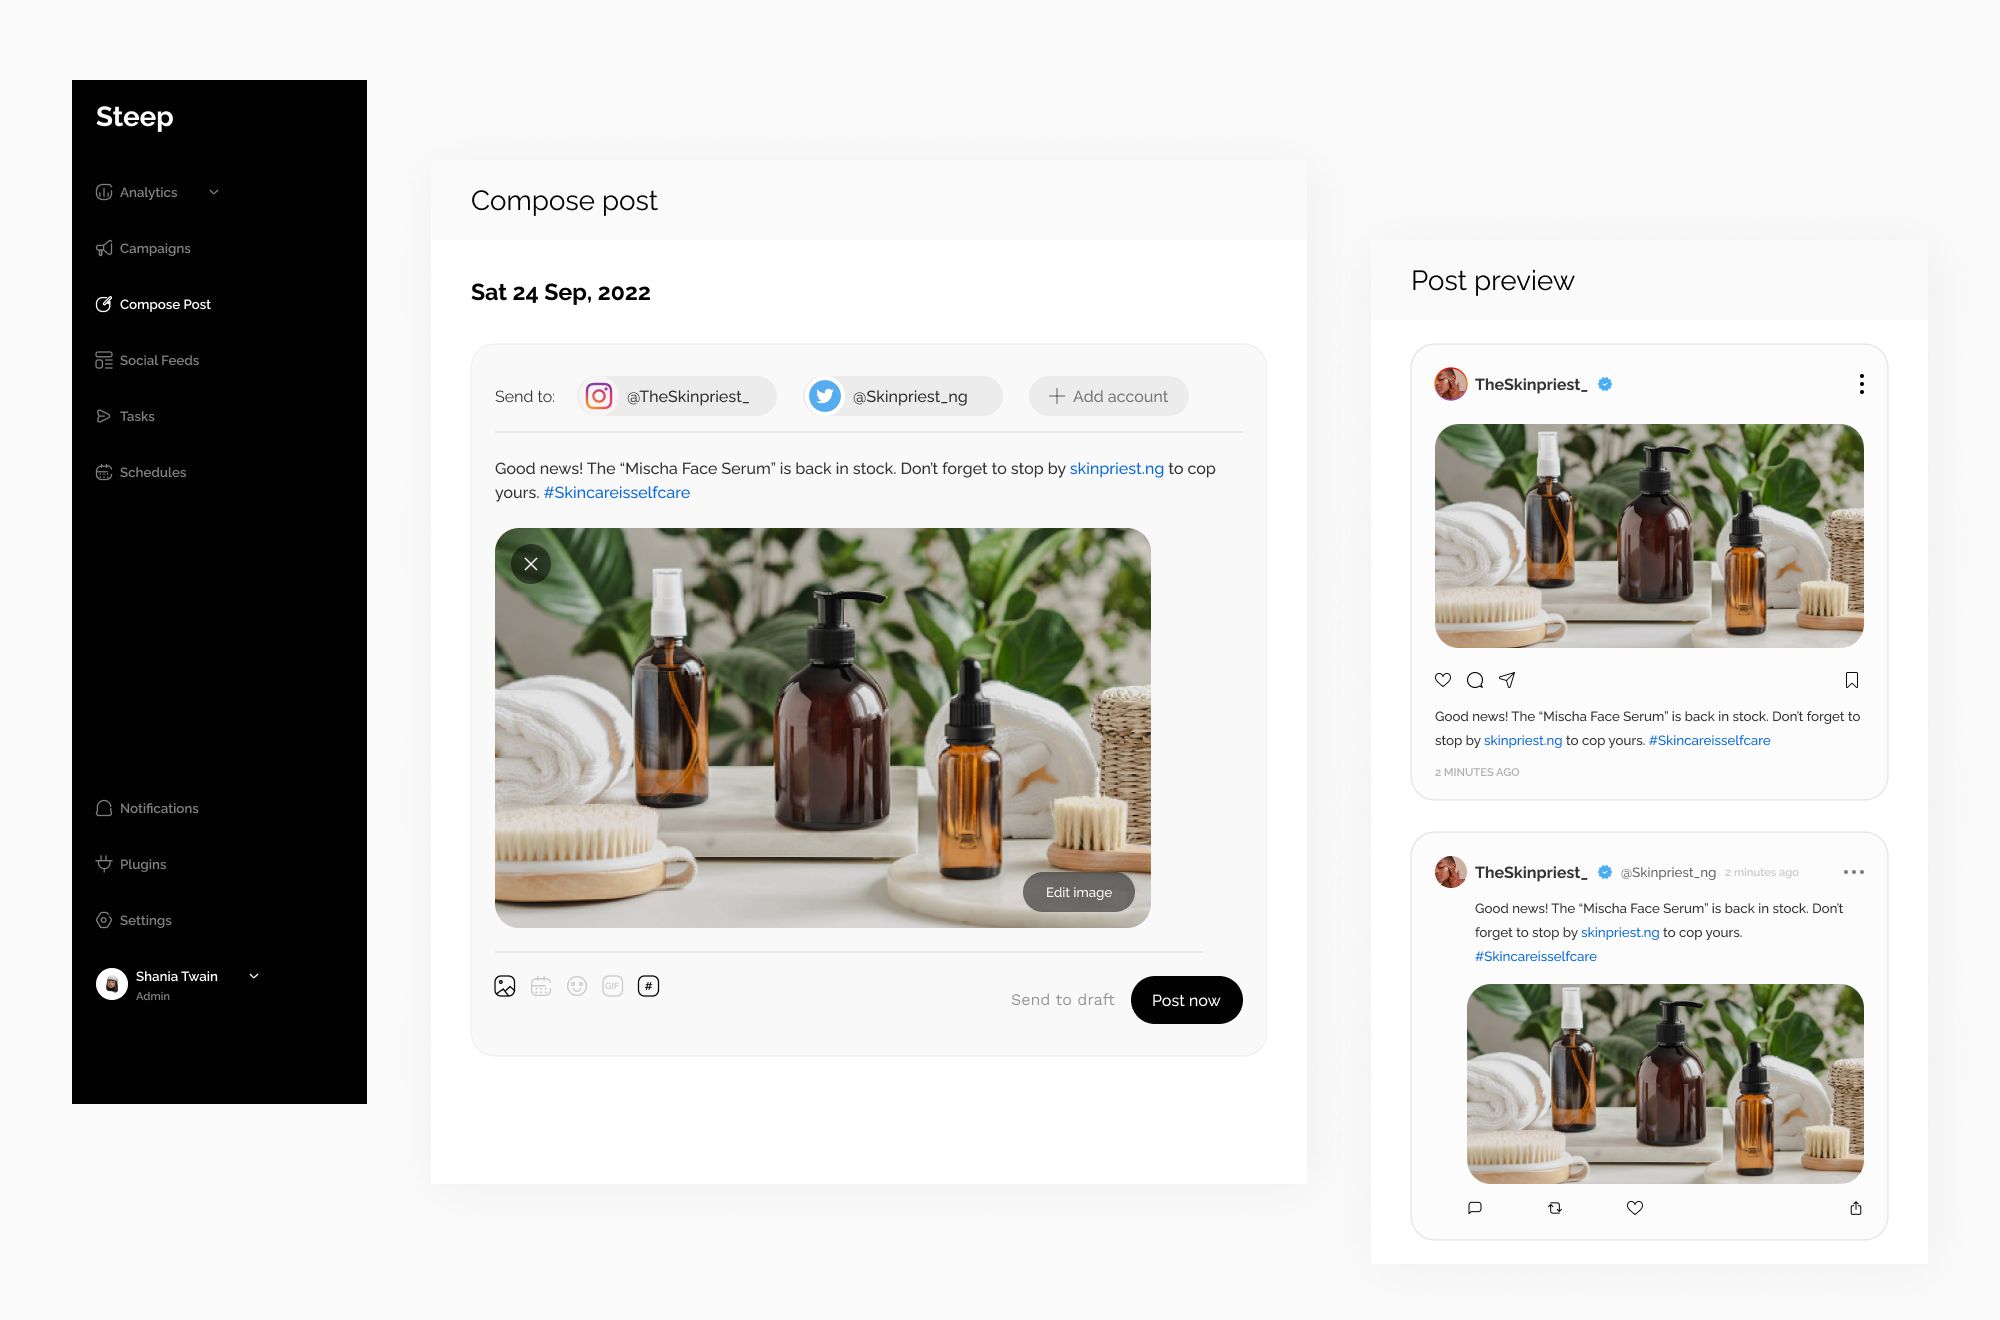 Steep
Analytics
Campaigns
Compose Post
Social Feeds
Tasks
Schedules
Notifications
Plugins
Settings
Shania Twain
Admin
Compose post
Sat 24 Sep, 2022
Send to: @TheSkinpriest_ @Skinpriest_ng Add account
Good news! The “Mischa Face Serum” is back in stock. Don’t forget to stop by skinpriest.ng to cop
yours. #Skincareisselfcare
Edit image
GIF #
Send to draft Post now
Post preview
TheSkinpriest_
Good news! The “Mischa Face Serum” is back in stock. Don’t forget to
stop by skinpriest.ng to cop yours. #Skincareisselfcare
2 MINUTES AGO
TheSkinpriest_ @Skinpriest_ng 2 minutes ago
Good news! The “Mischa Face Serum” is back in stock. Don’t
forget to stop by skinpriest.ng to cop yours.
#Skincareisselfcare